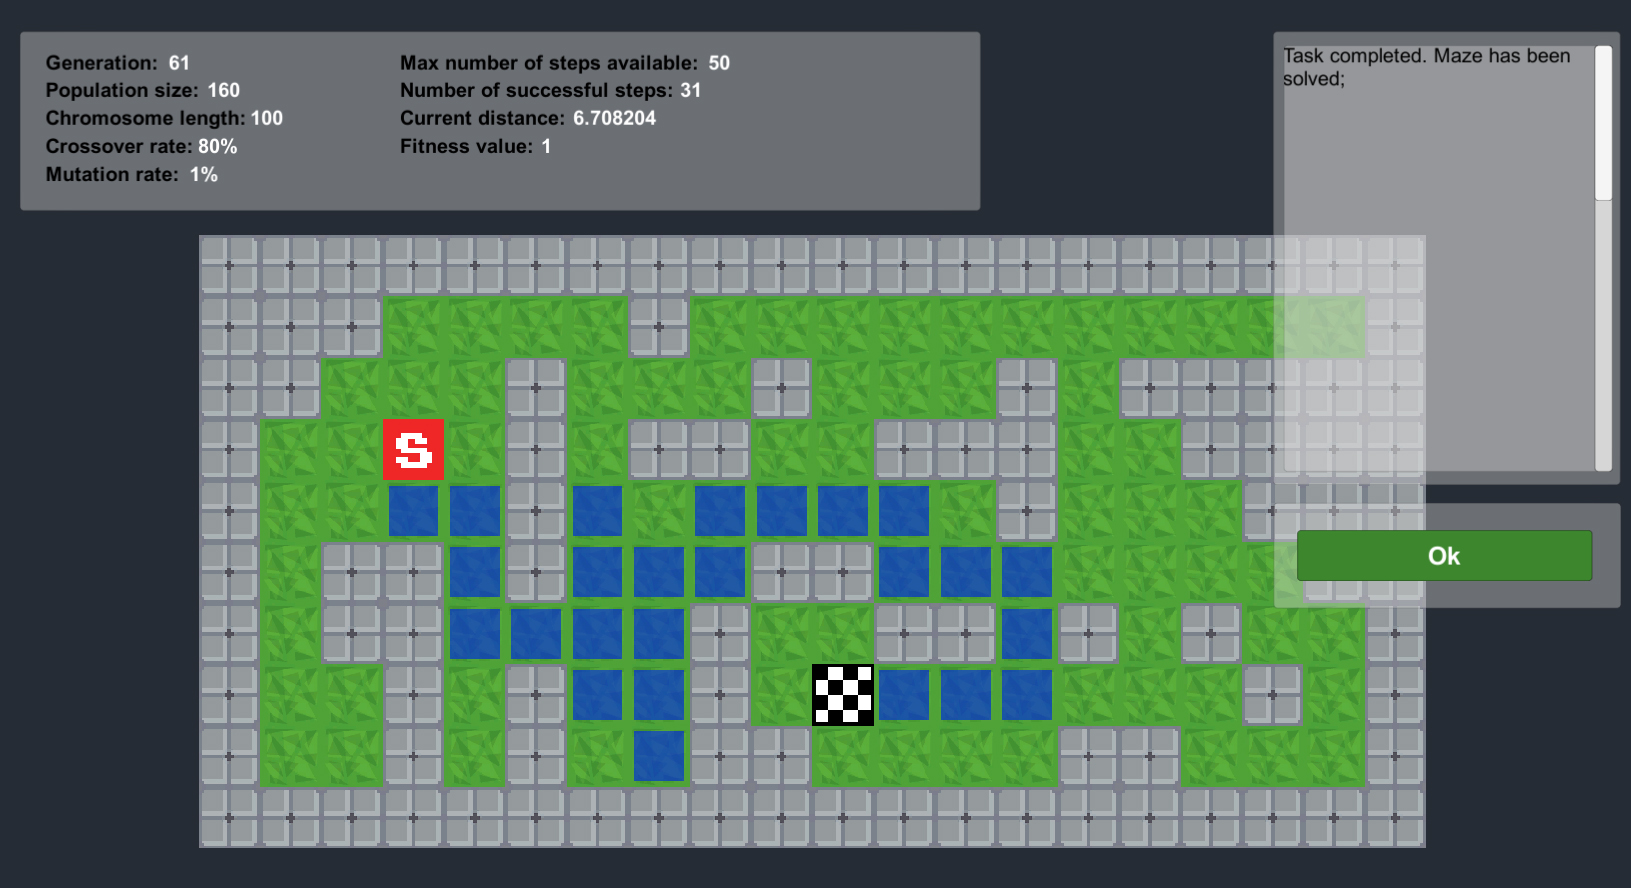 Generation: 61
Population size: 160
Chromosome length: 100
Crossover rate: 80%
Mutation rate: 1%
Max number of steps available: 50
Number of successful steps: 31
Current distance: 6.708204
Fitness value: 1
Task completed. Maze has been
solved;
S
Ok